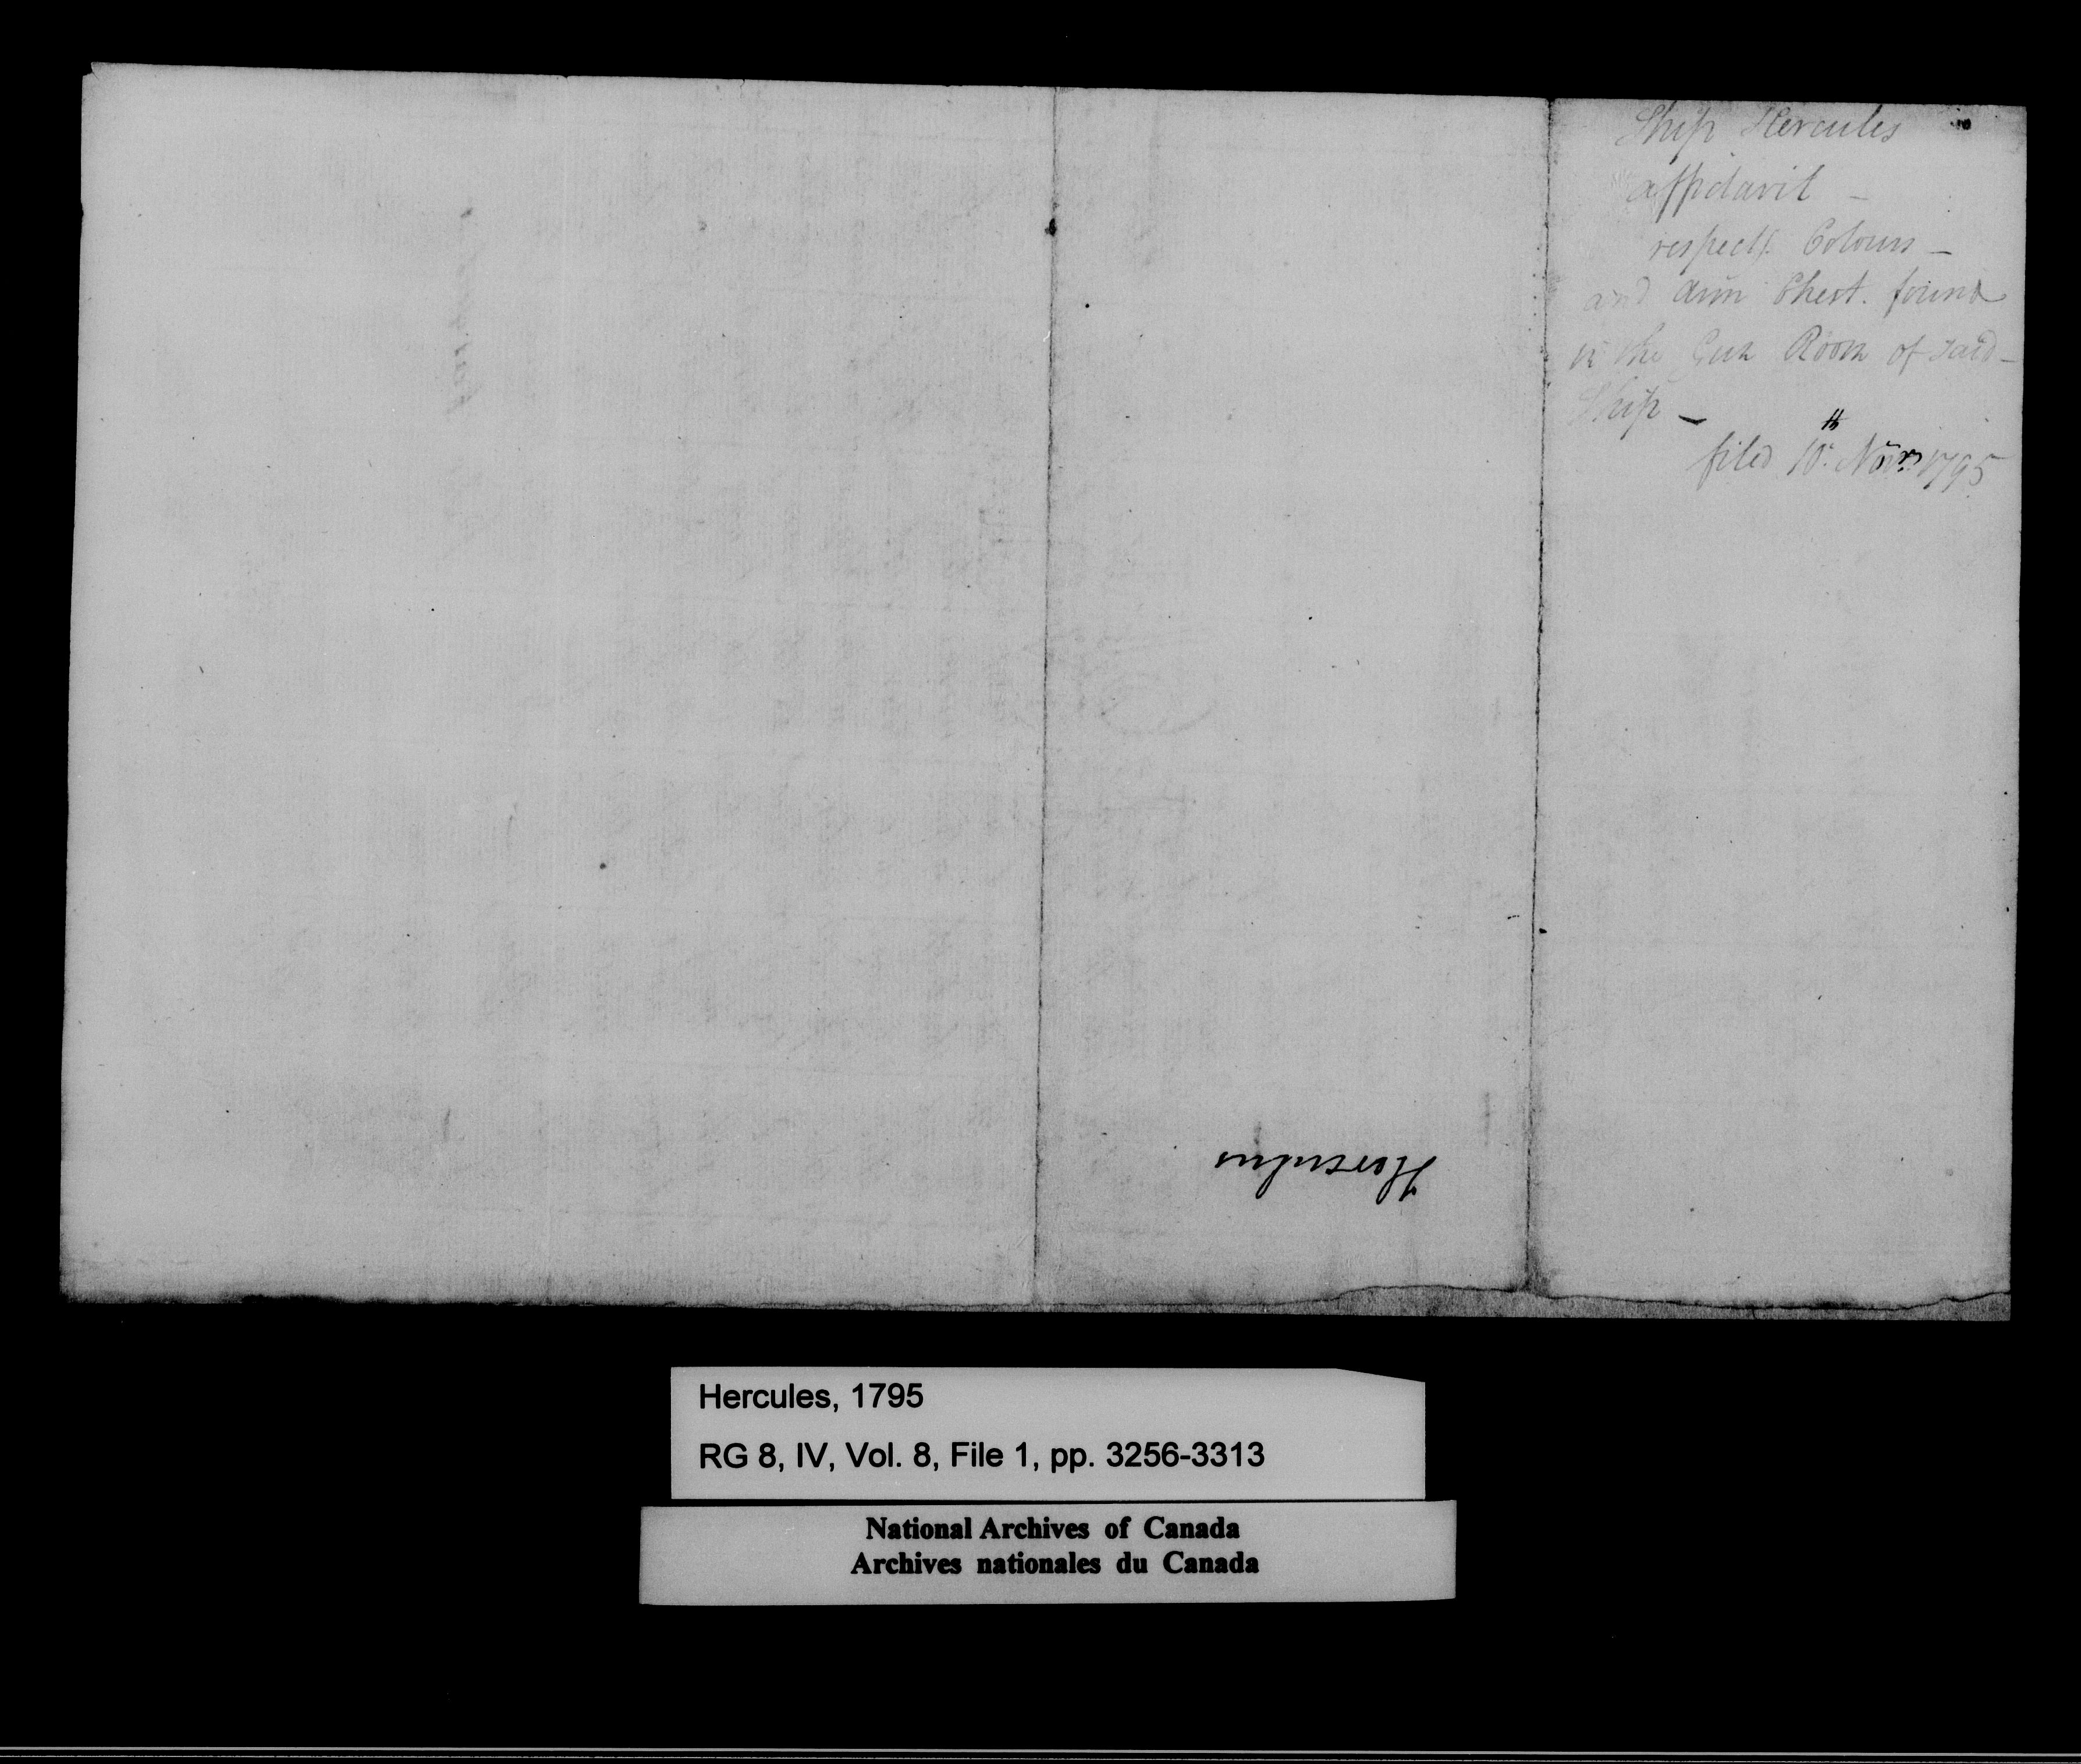 Ship Hercules
affidavit –
respectg. Colours –
and Arm Chest. found
in the Gun Room of said –
Ship –
filed 10th. Novr. 1795
Hercules
Hercules, 1795
RG 8, IV, Vol. 8, File 1, pp. 3256-3313
National Archives of Canada
Archives nationales du Canada